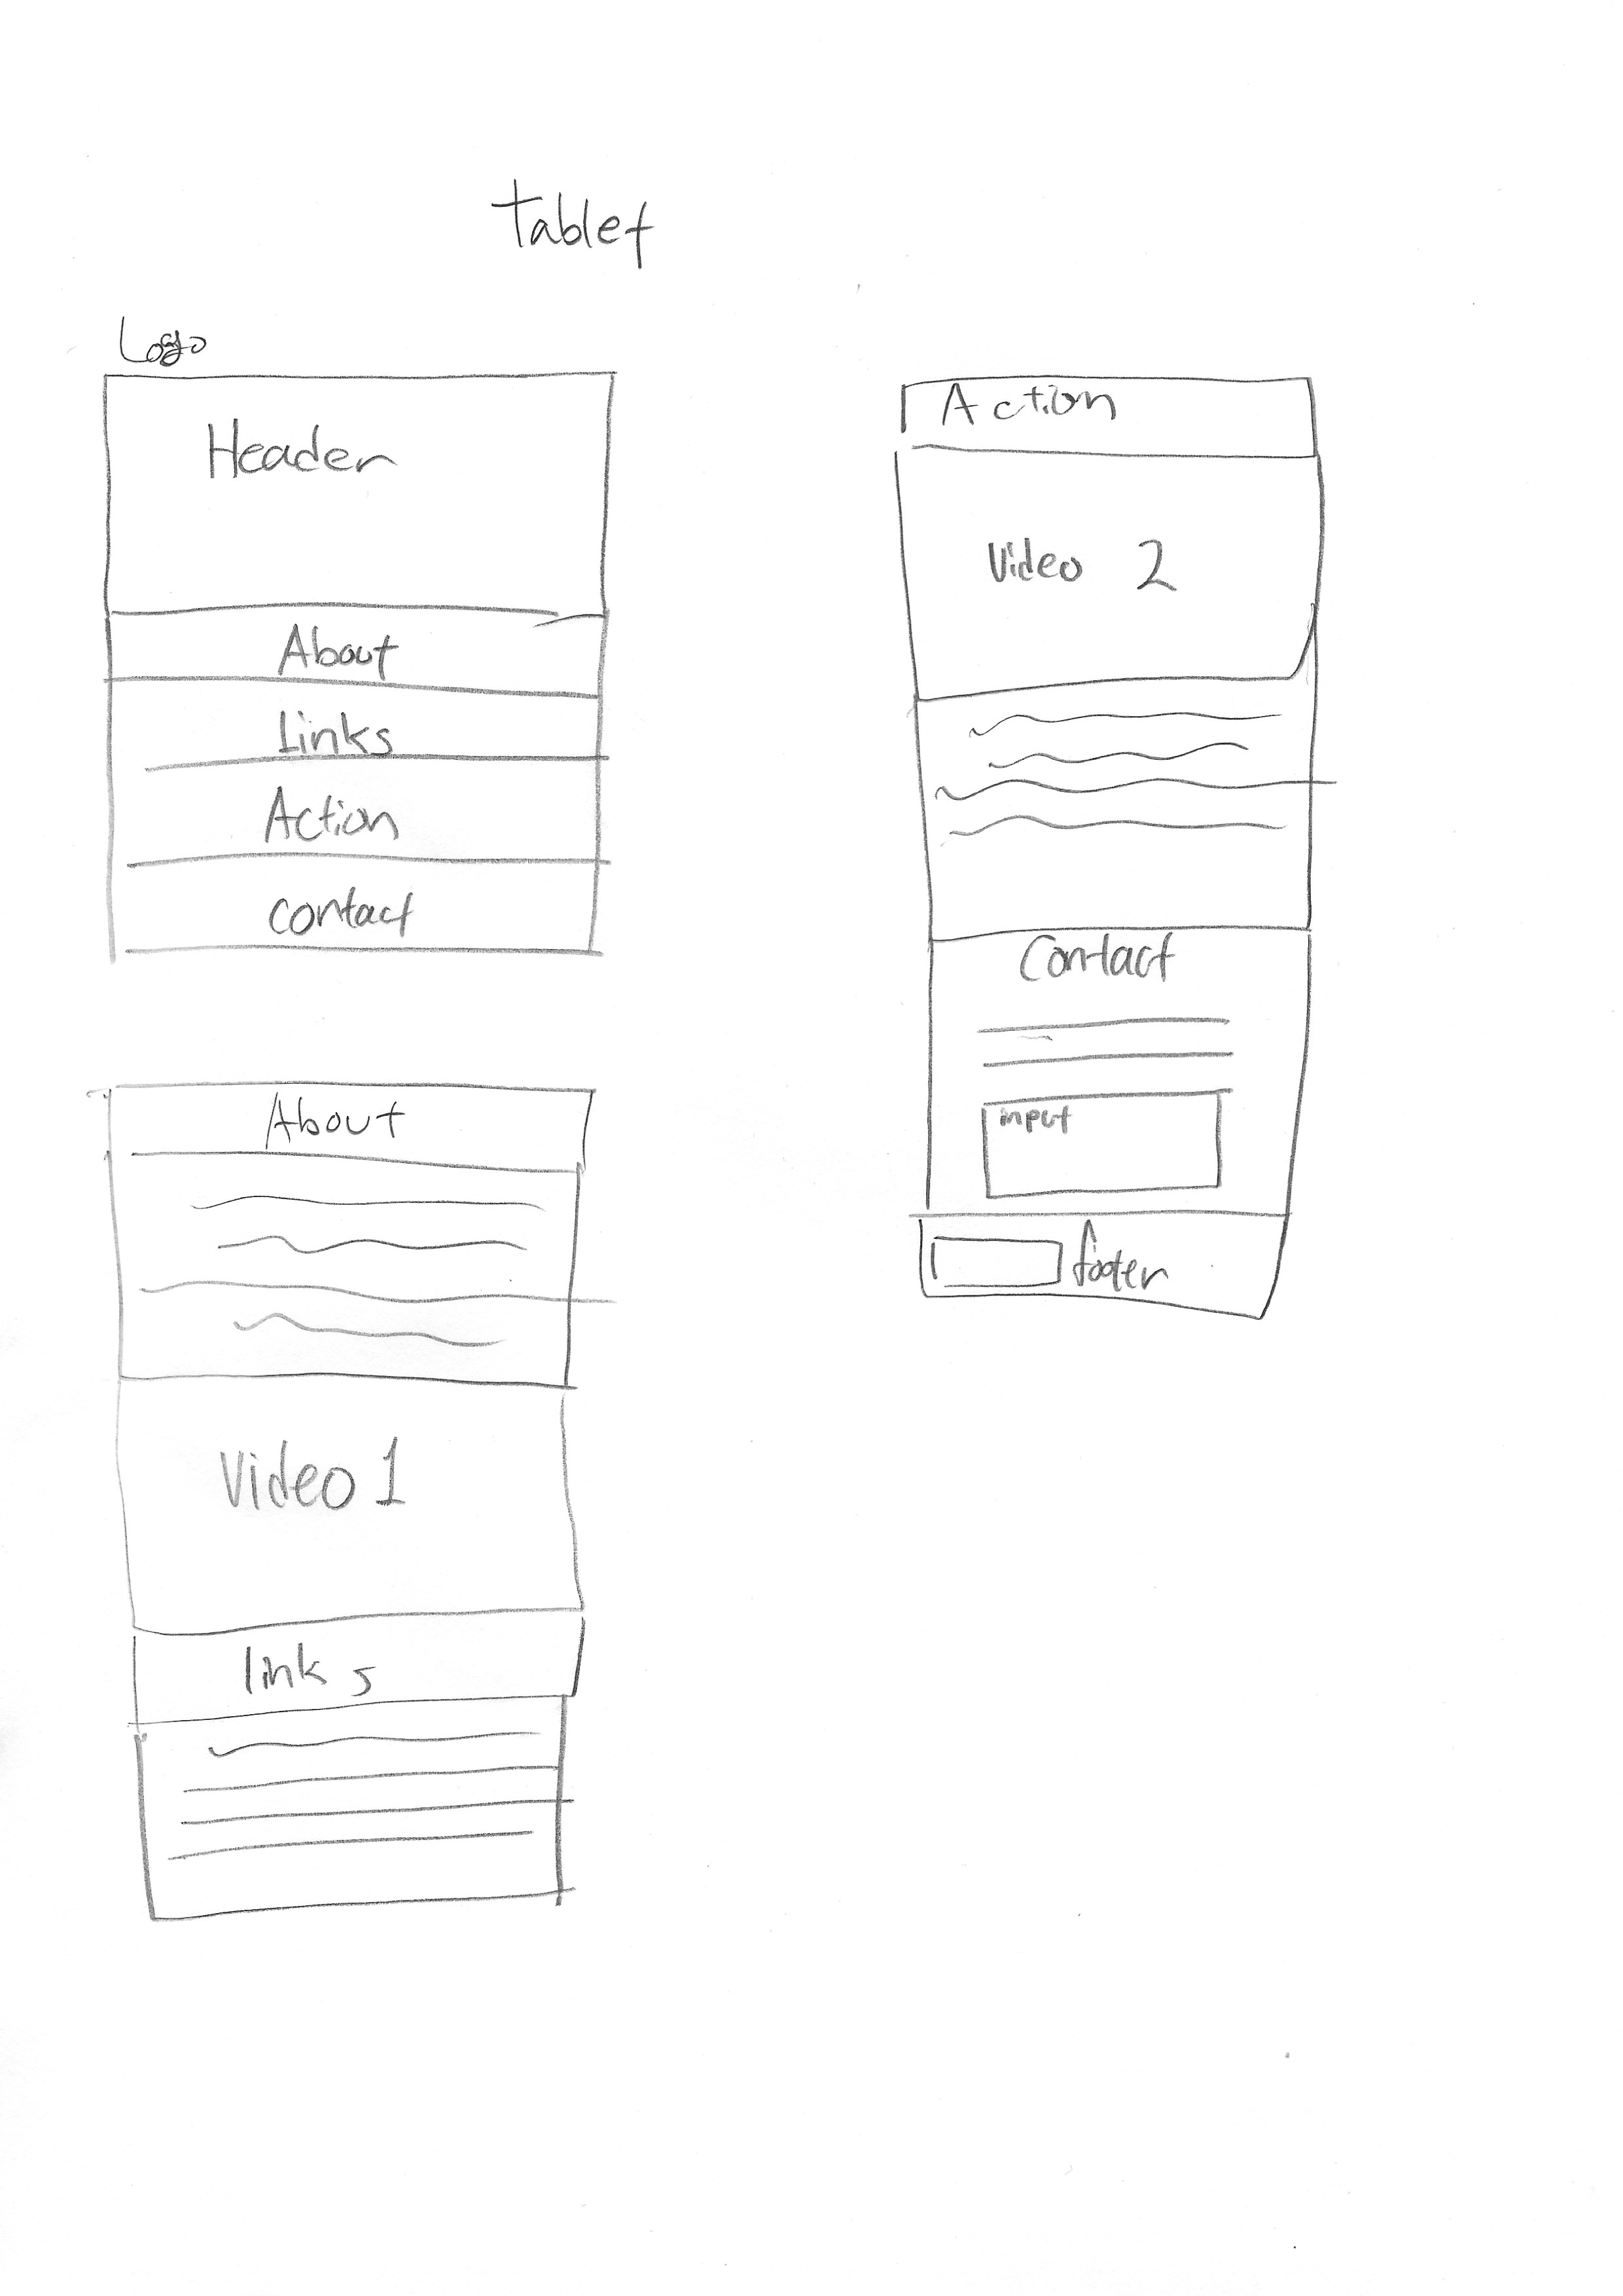 tablet
Logo
Header
About
Links
Action
contact
About
Video 1
links
Action
Video 2
Contact
input
footer